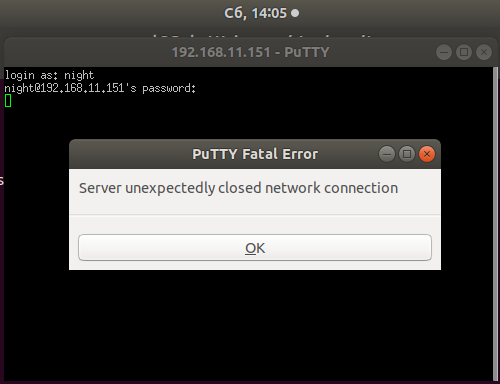 Сб, 14:05
192.168.11.151 - PuTTY
login as: night
night@192.168.11.151's password:
PuTTY Fatal Error
Server unexpectedly closed network connection
OK